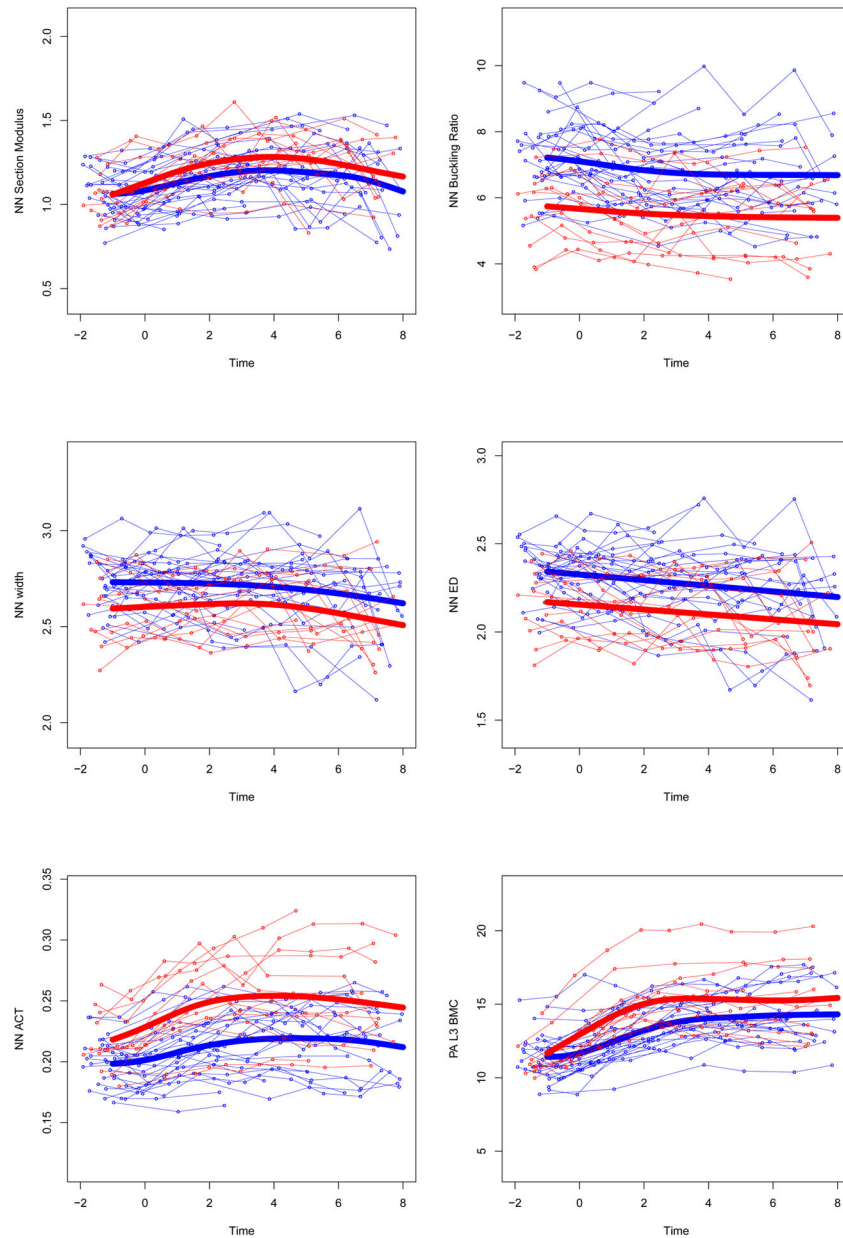 2.0
1.5
1.0
0.5
NN Section Modulus
−2 0 2 4 6 8
Time
10
8
6
4
NN Buckling Ratio
−2 0 2 4 6 8
Time
3.0
2.5
2.0
NN width
−2 0 2 4 6 8
Time
3.0
2.5
2.0
1.5
NN ED
−2 0 2 4 6 8
Time
0.35
0.30
0.25
0.20
0.15
NN ACT
−2 0 2 4 6 8
Time
20
15
10
5
PA L3 BMC
−2 0 2 4 6 8
Time